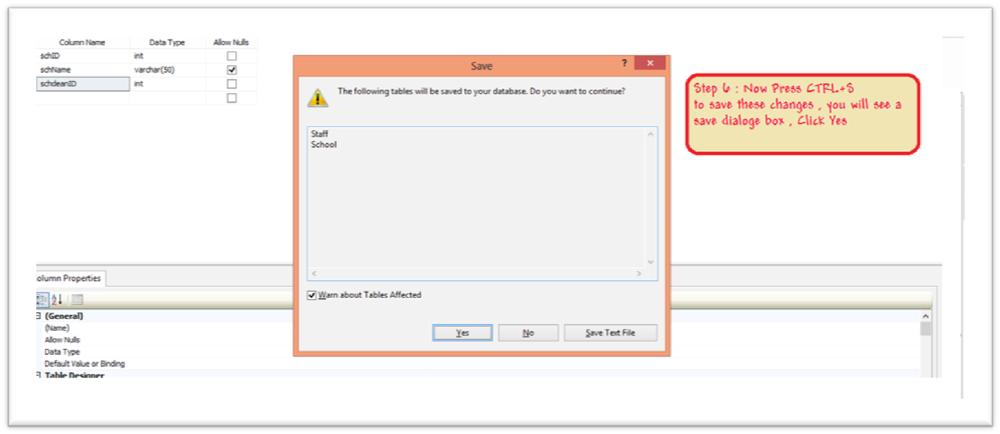 Column Name Data Type Allow Nulls
schID int
schName varchar(50)
schdeanID int
Save ?
The following tables will be saved to your database. Do you want to continue?
Staff
School
Warn about Tables Affected
Yes No Save Text File
Step 6 : Now Press CTRL+S
to save these changes , you will see a
save dialoge box , Click Yes
olumn Properties
(General)
(Name)
Allow Nulls
Data Type
Default Value or Binding
Table Designer